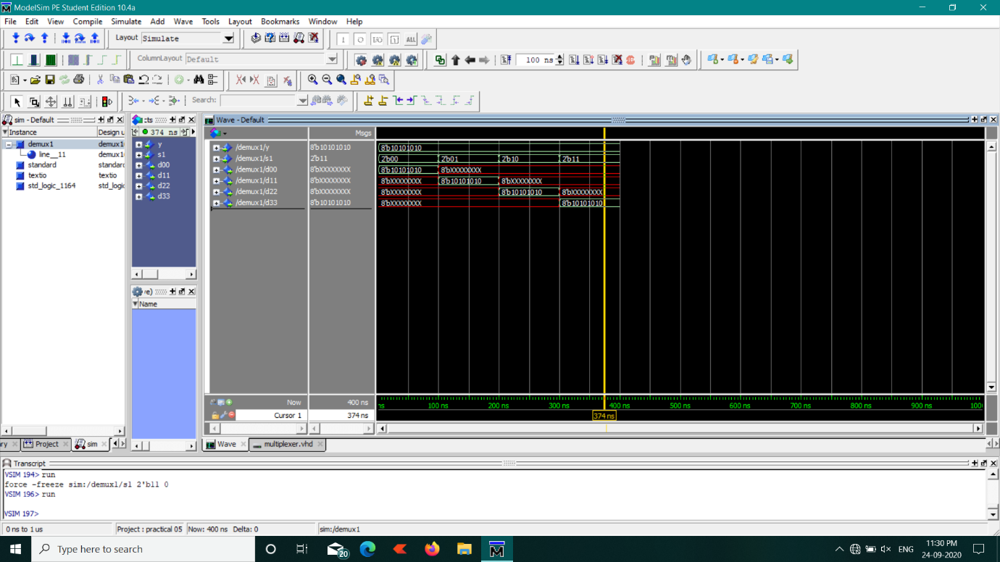 ModelSim PE Student Edition 10.4a
File Edit View Compile Simulate Add Wave Tools Layout Bookmarks Window Help
Layout Simulate
ALL
ColumnLayout Default
100 ns
Search:
sim - Default
cts
Wave - Default
Instance Design u
374 ns
Msgs
demux1 demux1
line__11 demux1
standard standard
textio textio
std_logic_1164 std_logi
y
s1
d00
d11
d22
d33
/demux1/y 8'b10101010 8'b10101010
/demux1/s1 2'b11 2'b00 2'b01 2'b10 2'b11
/demux1/d00 8'bXXXXXXXX 8'b10101010 8'bXXXXXXXX
/demux1/d11 8'bXXXXXXXX 8'bXXXXXXXX 8'b10101010 8'bXXXXXXXX
/demux1/d22 8'bXXXXXXXX 8'bXXXXXXXX 8'b10101010 8'bXXXXXXXX
/demux1/d33 8'b10101010 8'bXXXXXXXX 8'b10101010
ve)
Name
Now 400 ns
ns 100 ns 200 ns 300 ns 400 ns 500 ns 600 ns 700 ns 800 ns 900 ns 1000
Cursor 1 374 ns 374 ns
ry Project sim
Wave multiplexer.vhd
Transcript
VSIM 194> run
force -freeze sim:/demux1/s1 2'b11 0
VSIM 196> run
VSIM 197>
0 ns to 1 us Project : practical 05 Now: 400 ns Delta: 0 sim:/demux1
Type here to search
20
ENG
11:30 PM
24-09-2020